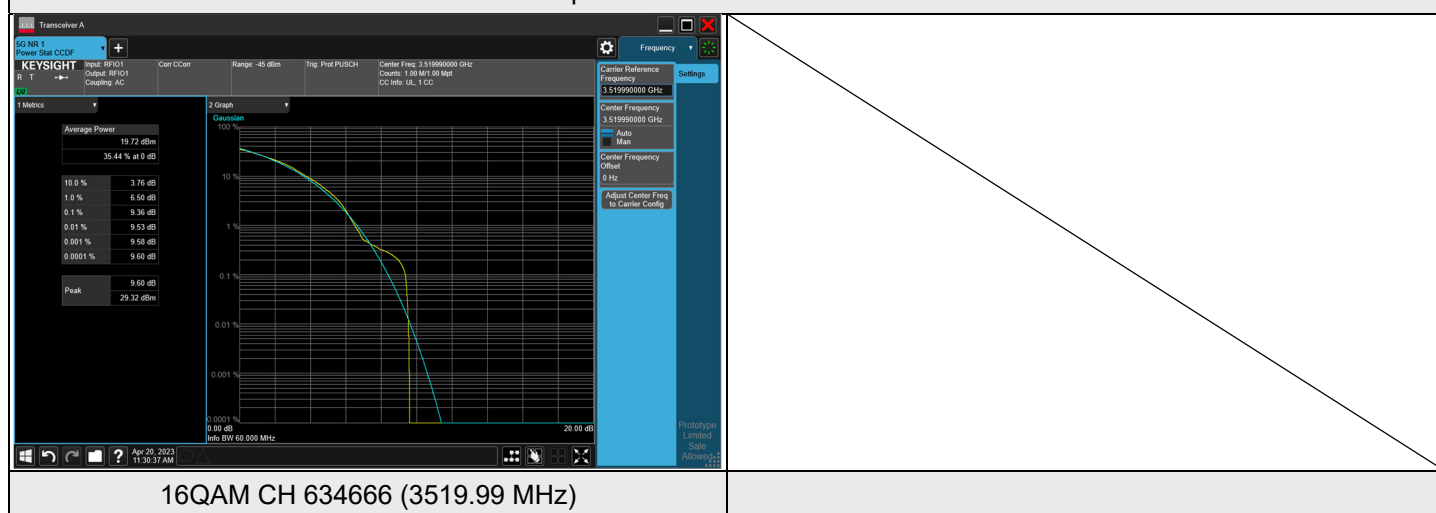 Transceiver A
5G NR 1
Power Stat CCDF
Frequency
KEYSIGHT
R T
Input: RFIO1
Output: RFIO1
Coupling: AC
Corr CCorr
Range: -45 dBm
Trig: Prot PUSCH
Center Freq: 3.519990000 GHz
Counts: 1.00 M/1.00 Mpt
CC Info: UL, 1 CC
Carrier Reference
Frequency
3.519990000 GHz
Settings
Center Frequency
3.519990000 GHz
Auto
Man
Center Frequency
Offset
0 Hz
Adjust Center Freq
to Carrier Config
1 Metrics
Average Power
19.72 dBm
35.44 % at 0 dB
10.0 % 3.76 dB
1.0 % 6.50 dB
0.1 % 9.36 dB
0.01 % 9.53 dB
0.001 % 9.58 dB
0.0001 % 9.60 dB
Peak
9.60 dB
29.32 dBm
2 Graph
Gaussian
100 %
10 %
1 %
0.1 %
0.01 %
0.001 %
0.0001 %
0.00 dB 20.00 dB
Info BW 60.000 MHz
Prototype
Limited
Sale
Allowed
Apr 20, 2023
11:30:37 AM
16QAM CH 634666 (3519.99 MHz)